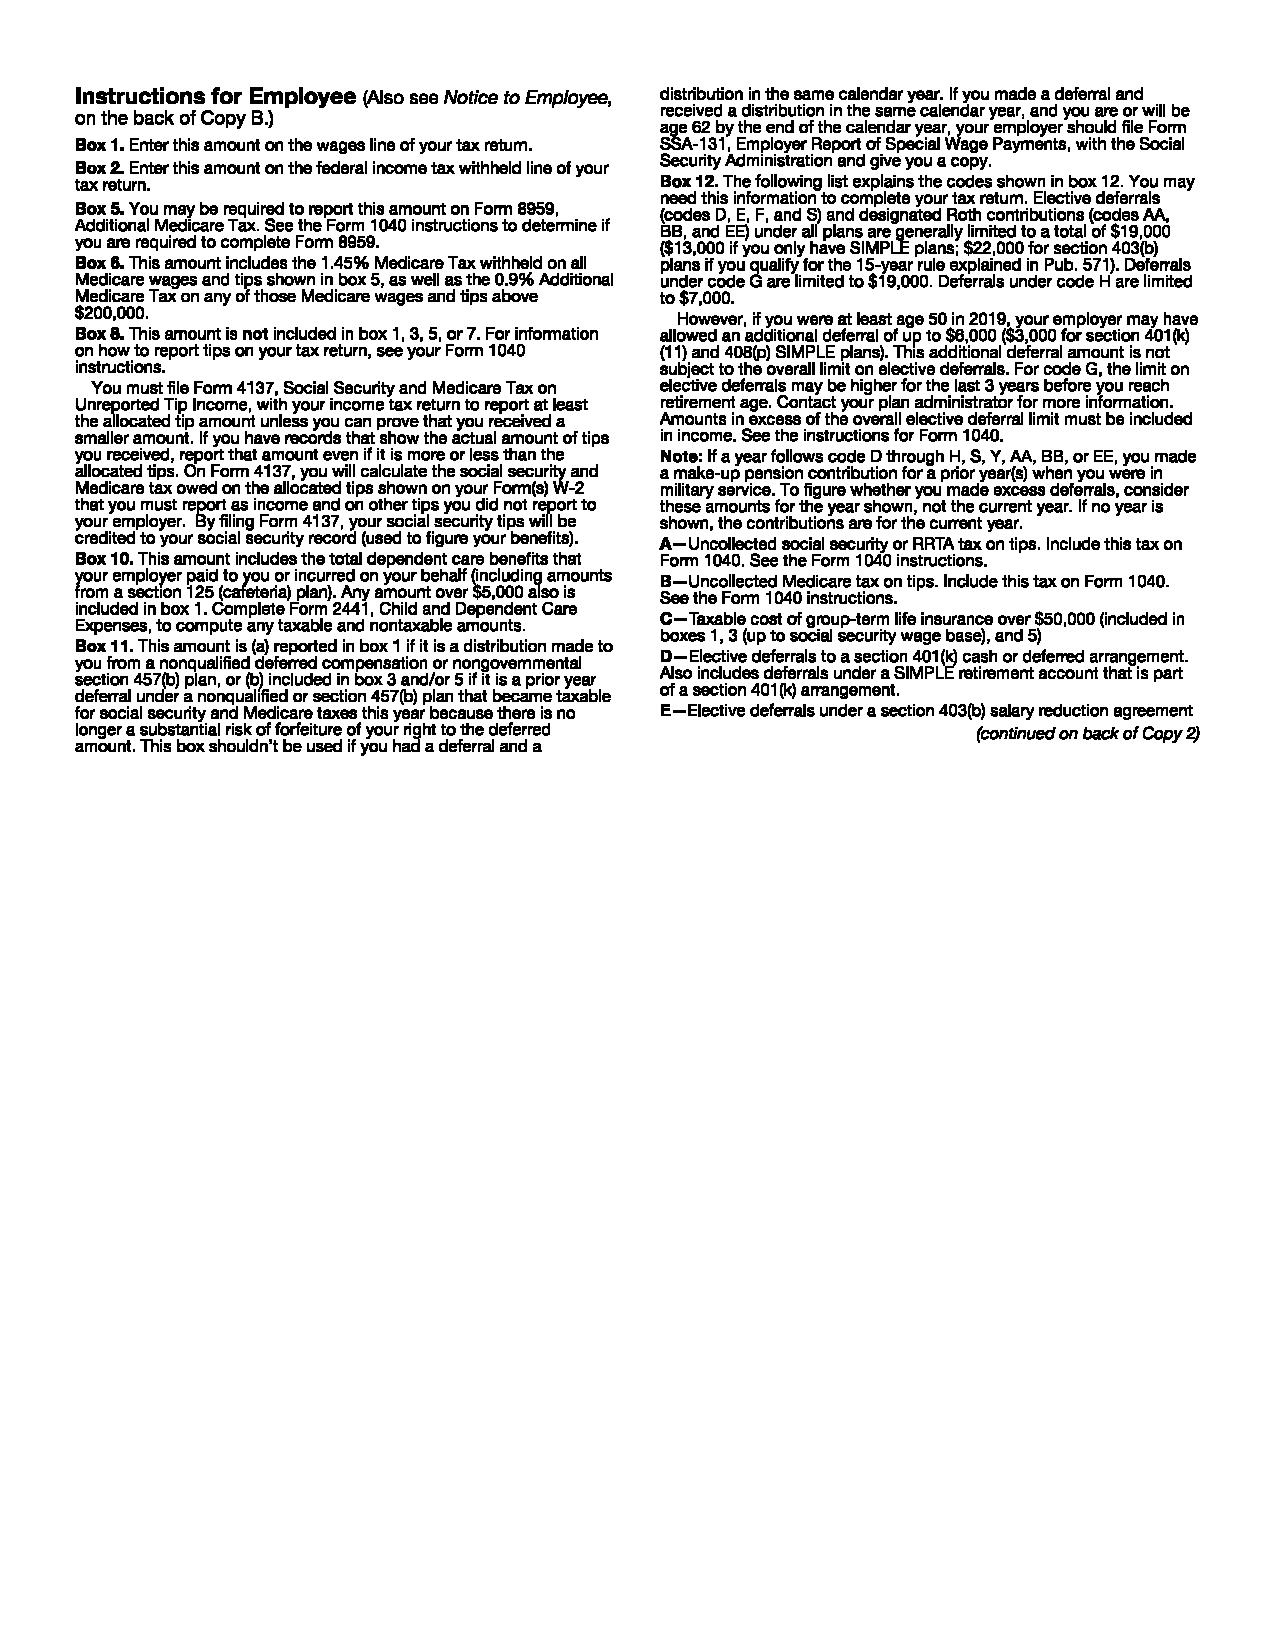 Instructions for Employee (Also see Notice to Employee,
on the back of Copy B.)
Box 1. Enter this amount on the wages line of your tax return.
Box 2. Enter this amount on the federal income tax withheld line of your
tax return.
Box 5. You may be required to report this amount on Form 8959,
Additional Medicare Tax. See the Form 1040 instructions to determine if
you are required to complete Form 8959.
Box 6. This amount includes the 1.45% Medicare Tax withheld on all
Medicare wages and tips shown in box 5, as well as the 0.9% Additional
Medicare Tax on any of those Medicare wages and tips above
$200,000.
Box 8. This amount is not included in box 1, 3, 5, or 7. For information
on how to report tips on your tax return, see your Form 1040
instructions.
You must file Form 4137, Social Security and Medicare Tax on
Unreported Tip Income, with your income tax return to report at least
the allocated tip amount unless you can prove that you received a
smaller amount. If you have records that show the actual amount of tips
you received, report that amount even if it is more or less than the
allocated tips. On Form 4137, you will calculate the social security and
Medicare tax owed on the allocated tips shown on your Form(s) W-2
that you must report as income and on other tips you did not report to
your employer. By filing Form 4137, your social security tips will be
credited to your social security record (used to figure your benefits).
Box 10. This amount includes the total dependent care benefits that
your employer paid to you or incurred on your behalf (including amounts
from a section 125 (cafeteria) plan). Any amount over $5,000 also is
included in box 1. Complete Form 2441, Child and Dependent Care
Expenses, to compute any taxable and nontaxable amounts.
Box 11. This amount is (a) reported in box 1 if it is a distribution made to
you from a nonqualified deferred compensation or nongovernmental
section 457(b) plan, or (b) included in box 3 and/or 5 if it is a prior year
deferral under a nonqualified or section 457(b) plan that became taxable
for social security and Medicare taxes this year because there is no
longer a substantial risk of forfeiture of your right to the deferred
amount. This box shouldn't be used if you had a deferral and a
distribution in the same calendar year. If you made a deferral and
received a distribution in the same calendar year, and you are or will be
age 62 by the end of the calendar year, your employer should file Form
SSA-131, Employer Report of Special Wage Payments, with the Social
Security Administration and give you a copy.
Box 12. The following list explains the codes shown in box 12. You may
need this information to complete your tax return. Elective deferrals
(codes D, E, F, and S) and designated Roth contributions (codes AA,
BB, and EE) under all plans are generally limited to a total of $19,000
($13,000 if you only have SIMPLE plans; $22,000 for section 403(b)
plans if you qualify for the 15-year rule explained in Pub. 571). Deferrals
under code G are limited to $19,000. Deferrals under code H are limited
to $7,000.
However, if you were at least age 50 in 2019, your employer may have
allowed an additional deferral of up to $6,000 ($3,000 for section 401(k)
(11) and 408(p) SIMPLE plans). This additional deferral amount is not
subject to the overall limit on elective deferrals. For code G, the limit on
elective deferrals may be higher for the last 3 years before you reach
retirement age. Contact your plan administrator for more information.
Amounts in excess of the overall elective deferral limit must be included
in income. See the instructions for Form 1040.
Note: If a year follows code D through H, S, Y, AA, BB, or EE, you made
a make-up pension contribution for a prior year(s) when you were in
military service. To figure whether you made excess deferrals, consider
these amounts for the year shown, not the current year. If no year is
shown, the contributions are for the current year.
A—Uncollected social security or RRTA tax on tips. Include this tax on
Form 1040. See the Form 1040 instructions.
B—Uncollected Medicare tax on tips. Include this tax on Form 1040.
See the Form 1040 instructions.
C—Taxable cost of group-term life insurance over $50,000 (included in
boxes 1, 3 (up to social security wage base), and 5)
D—Elective deferrals to a section 401(k) cash or deferred arrangement.
Also includes deferrals under a SIMPLE retirement account that is part
of a section 401(k) arrangement.
E—Elective deferrals under a section 403(b) salary reduction agreement
(continued on back of Copy 2)